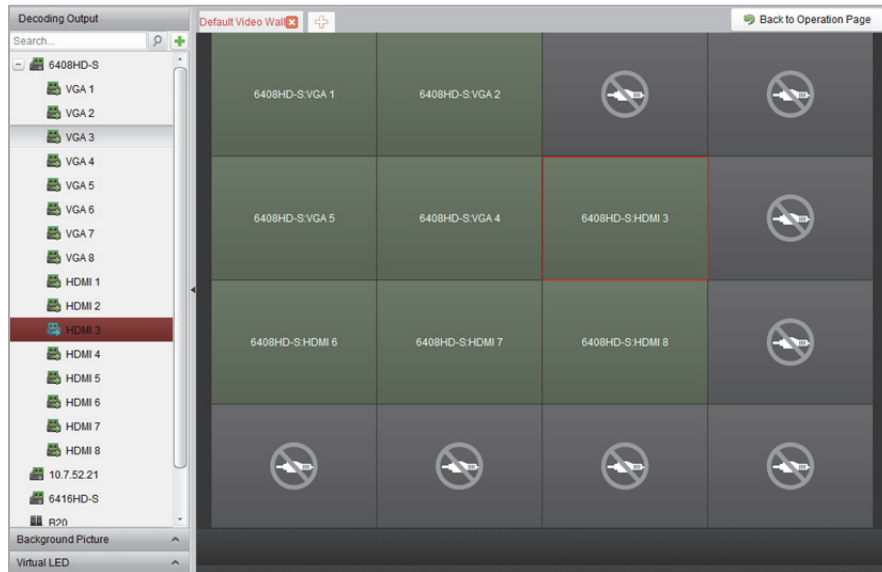 Decoding Output
Search...
6408HD-S
VGA 1
VGA 2
VGA 3
VGA 4
VGA 5
VGA 6
VGA 7
VGA 8
HDMI 1
HDMI 2
HDMI 3
HDMI 4
HDMI 5
HDMI 6
HDMI 7
HDMI 8
10.7.52.21
6416HD-S
B20
Background Picture
Virtual LED
Default Video Wall
Back to Operation Page
6408HD-S:VGA 1 6408HD-S:VGA 2
6408HD-S:VGA 5 6408HD-S:VGA 4 6408HD-S:HDMI 3
6408HD-S:HDMI 6 6408HD-S:HDMI 7 6408HD-S:HDMI 8